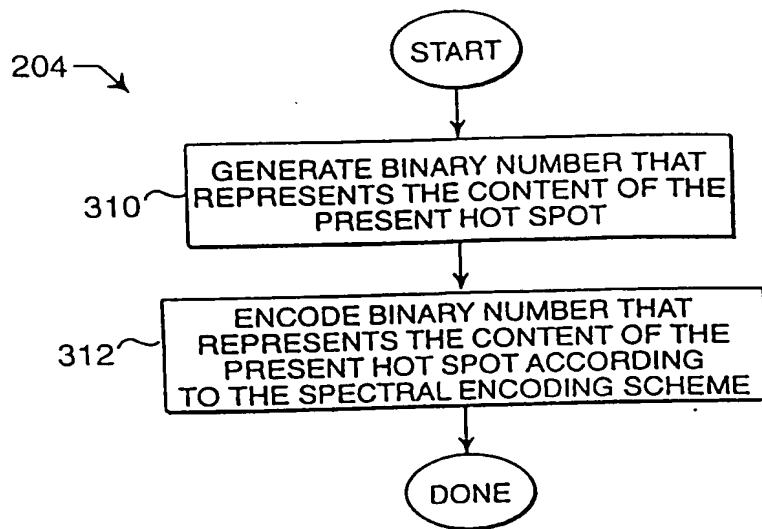 START
204
GENERATE BINARY NUMBER THAT
REPRESENTS THE CONTENT OF THE
PRESENT HOT SPOT
310
ENCODE BINARY NUMBER THAT
REPRESENTS THE CONTENT OF THE
PRESENT HOT SPOT ACCORDING
TO THE SPECTRAL ENCODING SCHEME
312
DONE